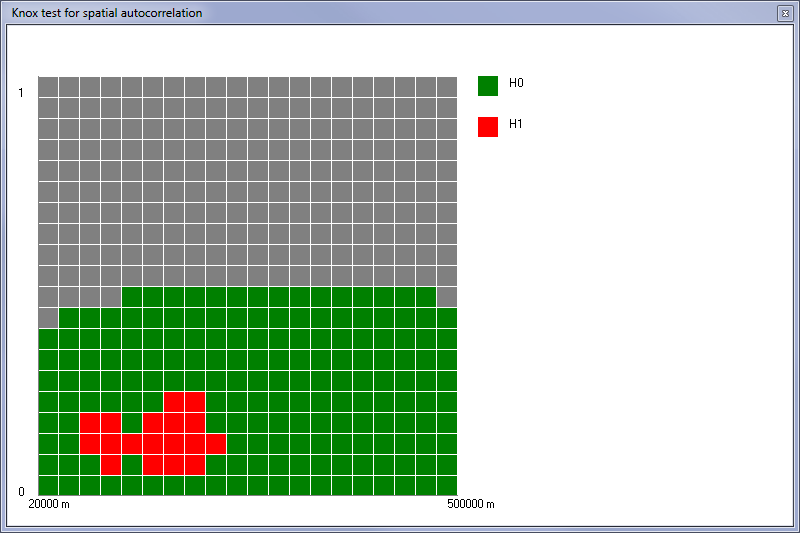 Knox test for spatial autocorrelation
H0
1
H1
0
20000 m
500000 m